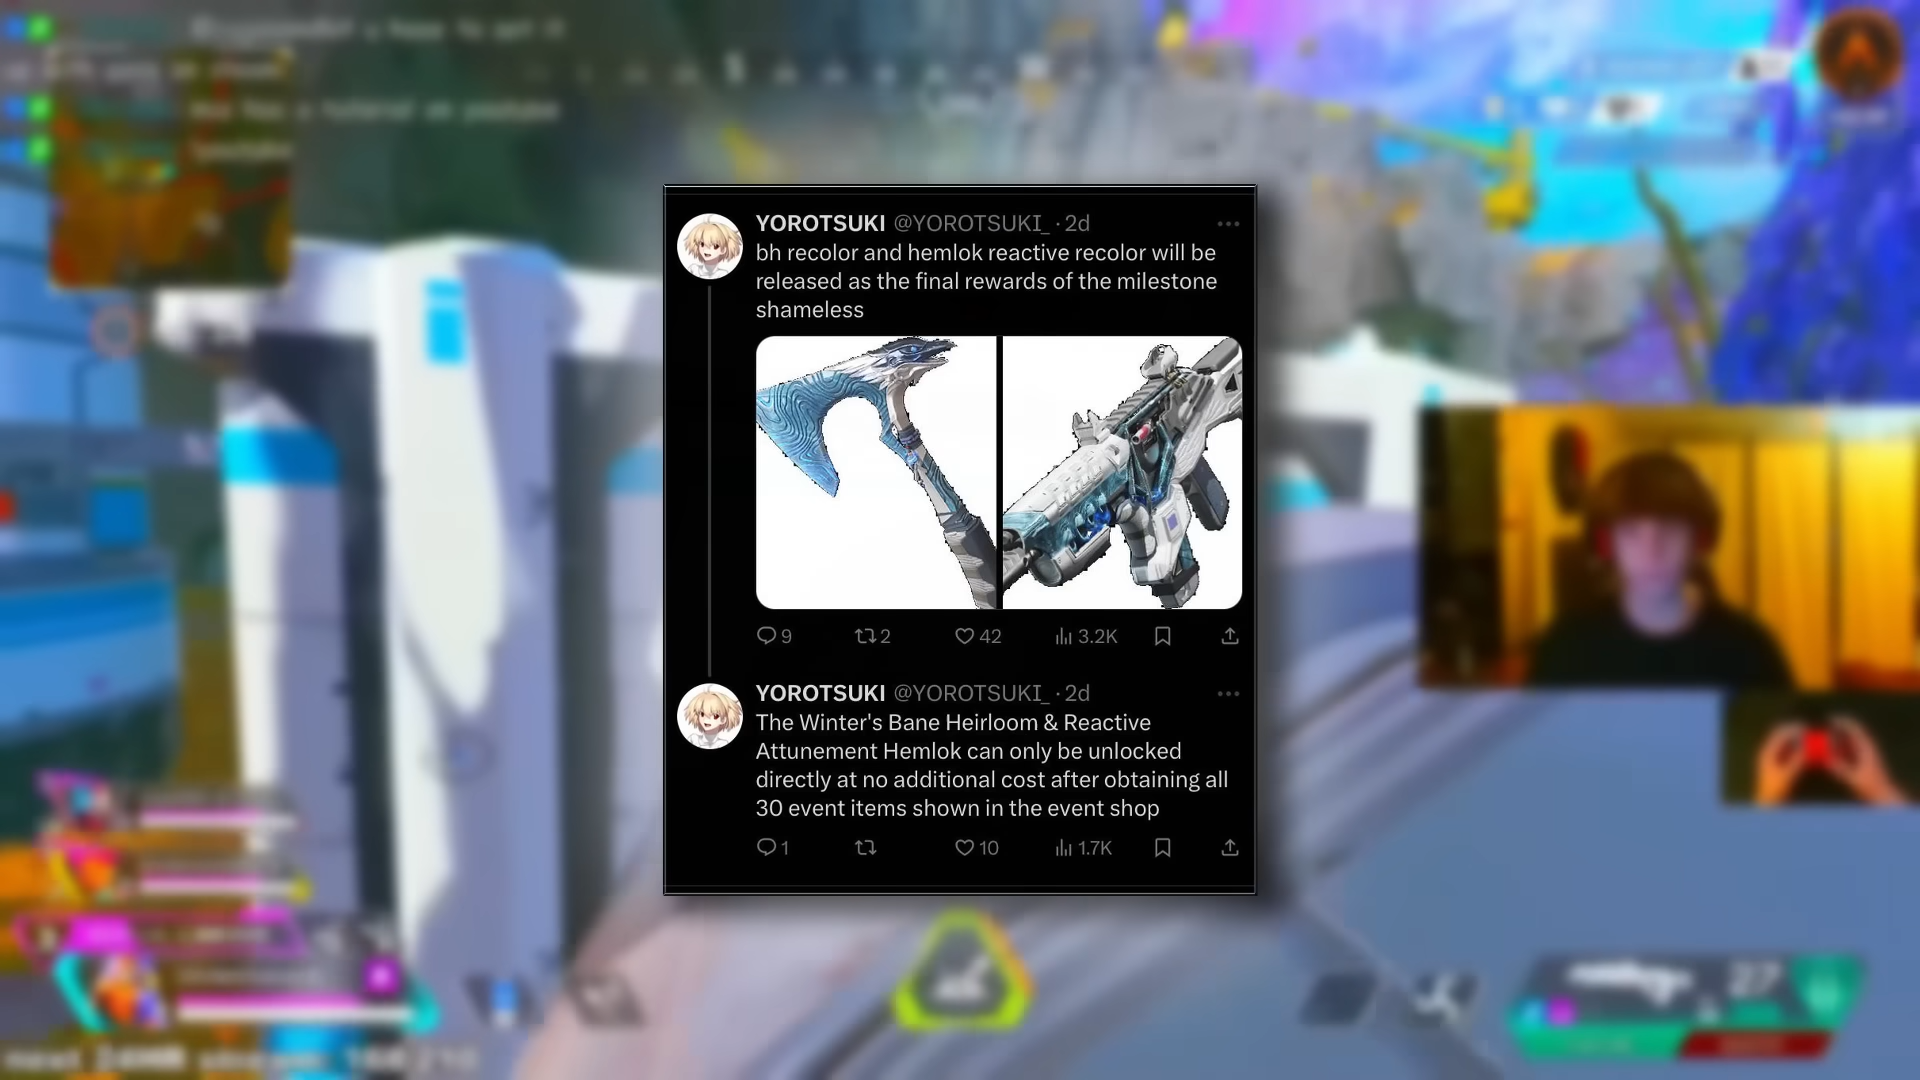 YOROTSUKI @YOROTSUKI_ · 2d
bh recolor and hemlok reactive recolor will be
released as the final rewards of the milestone
shameless
9 2 42 3.2K
YOROTSUKI @YOROTSUKI_ · 2d
The Winter's Bane Heirloom & Reactive
Attunement Hemlok can only be unlocked
directly at no additional cost after obtaining all
30 event items shown in the event shop
1 10 1.7K
27